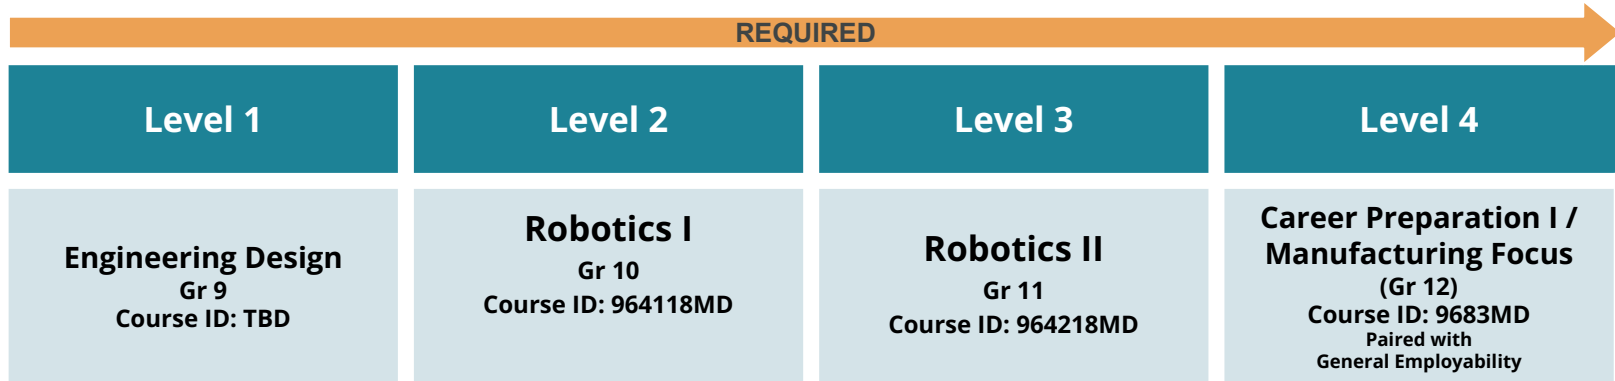 REQUIRED
Level 1
Level 2
Level 3
Level 4
Engineering Design
Gr 9
Course ID: TBD
Robotics I
Gr 10
Course ID: 964118MD
Robotics II
Gr 11
Course ID: 964218MD
Career Preparation I /
Manufacturing Focus
(Gr 12)
Course ID: 9683MD
Paired with
General Employability